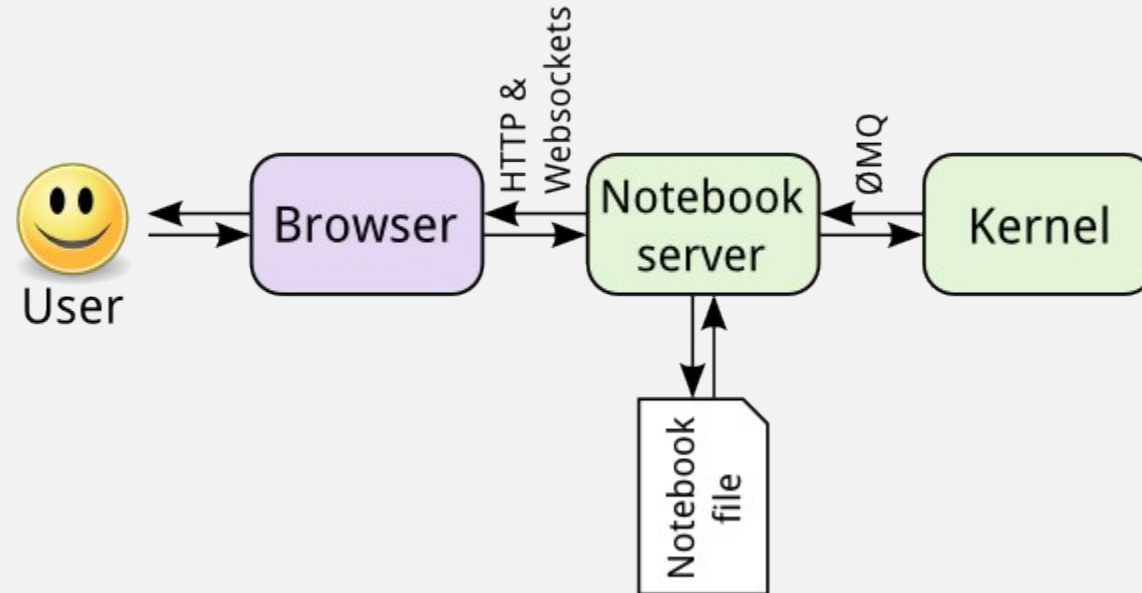 User
Browser
HTTP &
Websockets
Notebook
server
ØMQ
Kernel
Notebook
file